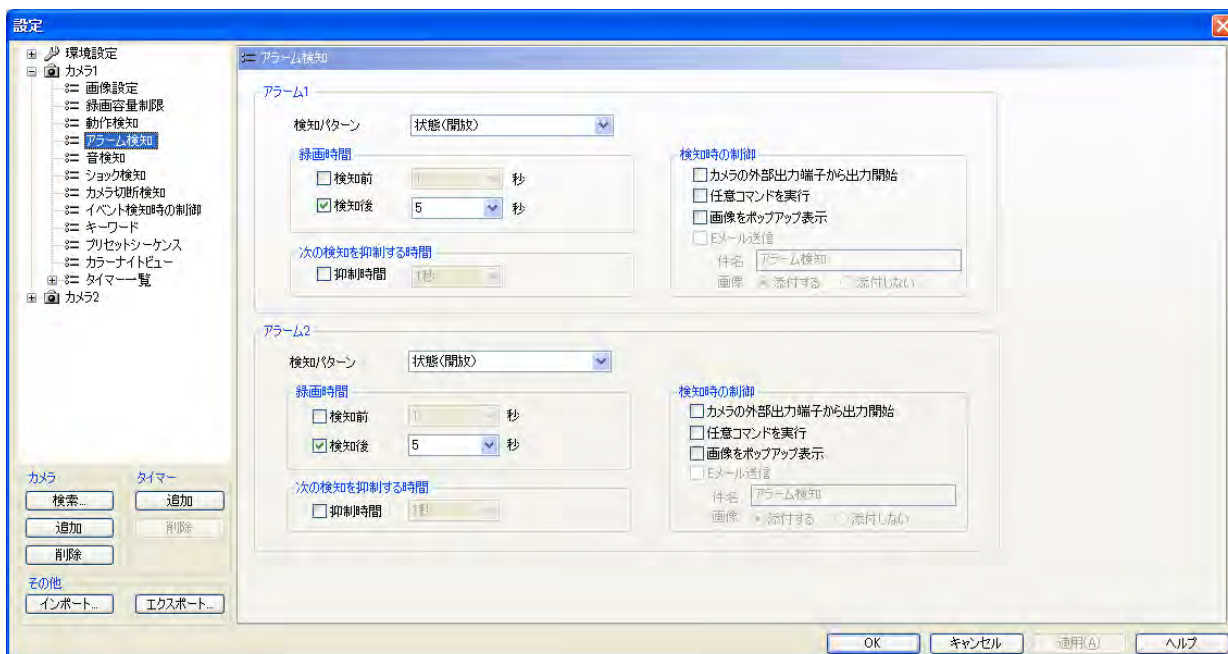 設定
環境設定
カメラ1
画像設定
録画容量制限
動作検知
アラーム検知
音検知
ショック検知
カメラ切断検知
イベント検知時の制御
キーワード
プリセットシーケンス
カラーナイトビュー
タイマー一覧
カメラ2
カメラ
検索...
追加
削除
タイマー
追加
削除
その他
インポート...
エクスポート...
アラーム検知
アラーム1
検知パターン 状態(開放)
録画時間
検知前 1 秒
検知後 5 秒
次の検知を抑制する時間
抑制時間 1秒
検知時の制御
カメラの外部出力端子から出力開始
任意コマンドを実行
画像をポップアップ表示
Eメール送信
件名 アラーム検知
画像 添付する 添付しない
アラーム2
検知パターン 状態(開放)
録画時間
検知前 1 秒
検知後 5 秒
次の検知を抑制する時間
抑制時間 1秒
検知時の制御
カメラの外部出力端子から出力開始
任意コマンドを実行
画像をポップアップ表示
Eメール送信
件名 アラーム検知
画像 添付する 添付しない
OK キャンセル 適用(A) ヘルプ